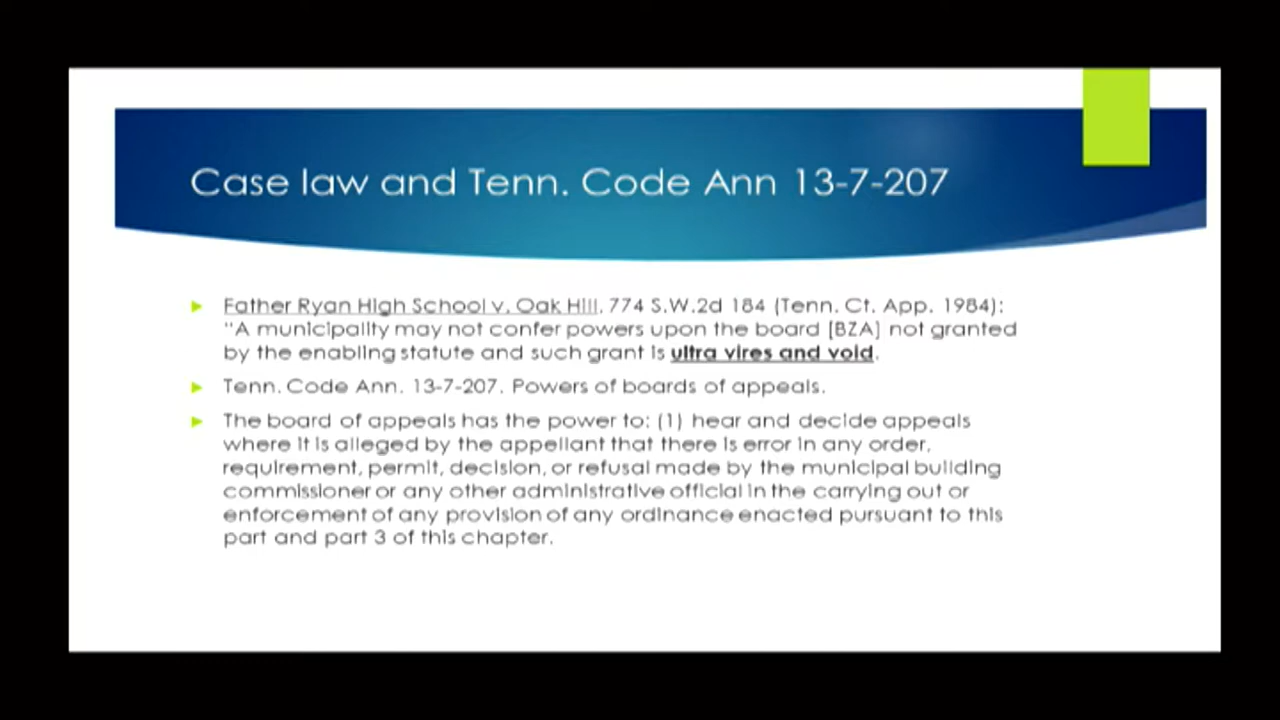 Case law and Tenn. Code Ann 13-7-207
Father Ryan High School v. Oak Hill, 774 S.W.2d 184 (Tenn. Ct. App. 1984):
"A municipality may not confer powers upon the board [BZA] not granted
by the enabling statute and such grant is ultra vires and void.
Tenn. Code Ann. 13-7-207. Powers of boards of appeals.
The board of appeals has the power to: (1) hear and decide appeals
where it is alleged by the appellant that there is error in any order,
requirement, permit, decision, or refusal made by the municipal building
commissioner or any other administrative official in the carrying out or
enforcement of any provision of any ordinance enacted pursuant to this
part and part 3 of this chapter.